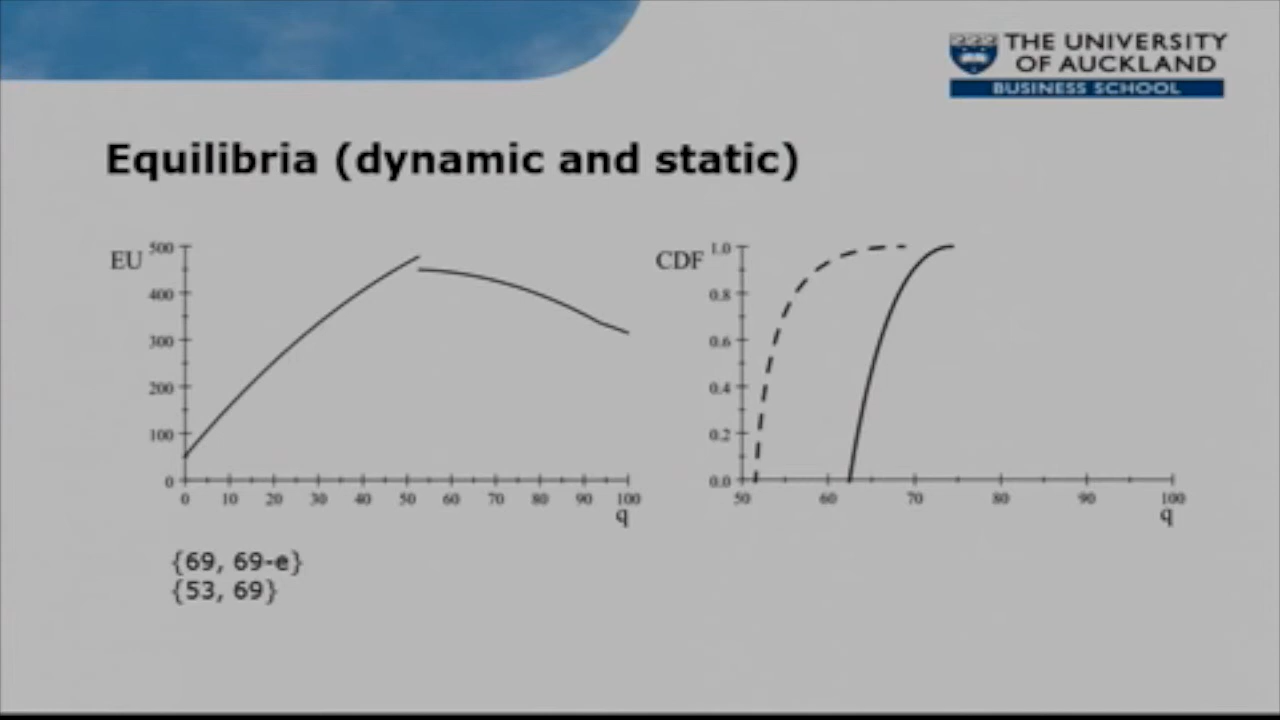 THE UNIVERSITY
OF AUCKLAND
BUSINESS SCHOOL
Equilibria (dynamic and static)
EU
500
400
300
200
100
0
0 10 20 30 40 50 60 70 80 90 100
q
CDF
1.0
0.8
0.6
0.4
0.2
0.0
50 60 70 80 90 100
q
{69, 69-e}
{53, 69}